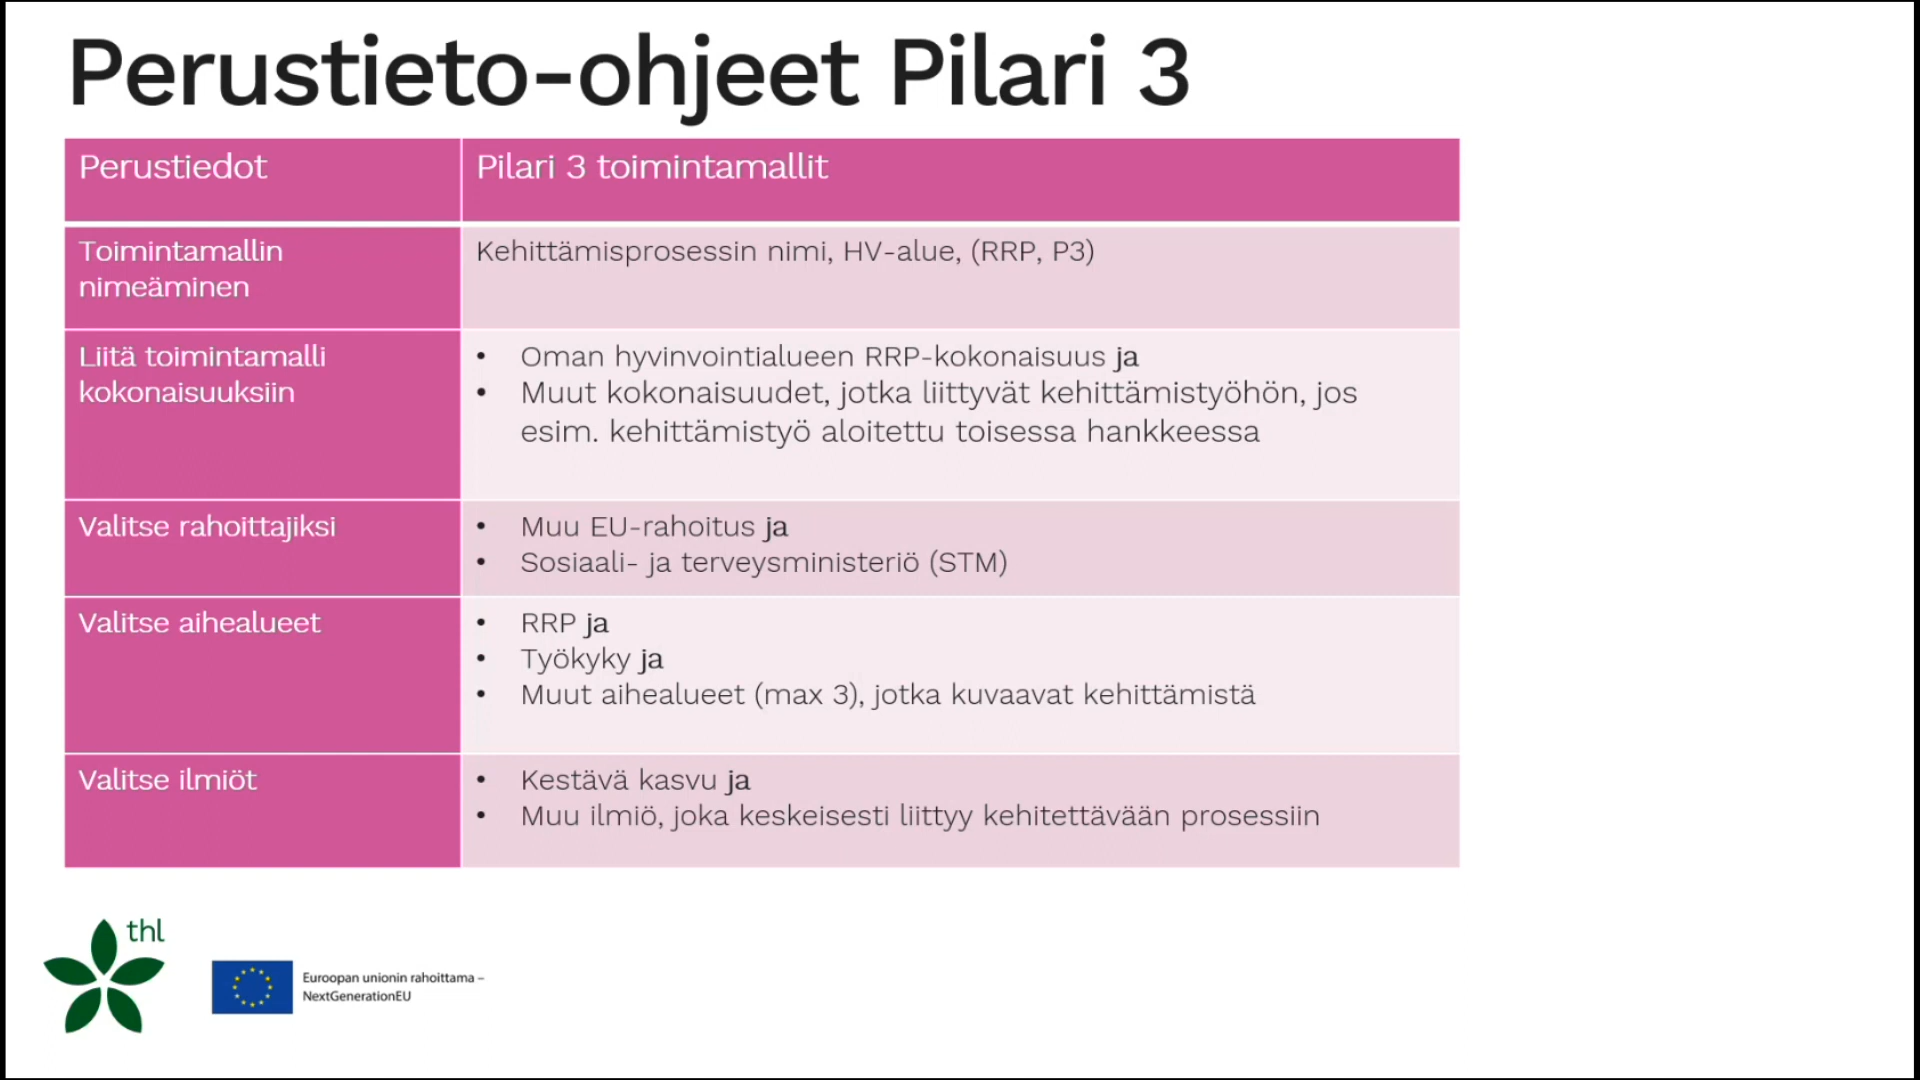 Perustieto-ohjeet Pilari 3
Perustiedot
Pilari 3 toimintamallit
Toimintamallin
nimeäminen
Kehittämisprosessin nimi, HV-alue, (RRP, P3)
Liitä toimintamalli
kokonaisuuksiin
• Oman hyvinvointialueen RRP-kokonaisuus ja
• Muut kokonaisuudet, jotka liittyvät kehittämistyöhön, jos
esim. kehittämistyö aloitettu toisessa hankkeessa
Valitse rahoittajiksi
• Muu EU-rahoitus ja
• Sosiaali- ja terveysministeriö (STM)
Valitse aihealueet
• RRP ja
• Työkyky ja
• Muut aihealueet (max 3), jotka kuvaavat kehittämistä
Valitse ilmiöt
• Kestävä kasvu ja
• Muu ilmiö, joka keskeisesti liittyy kehitettävään prosessiin
thl
Euroopan unionin rahoittama –
NextGenerationEU